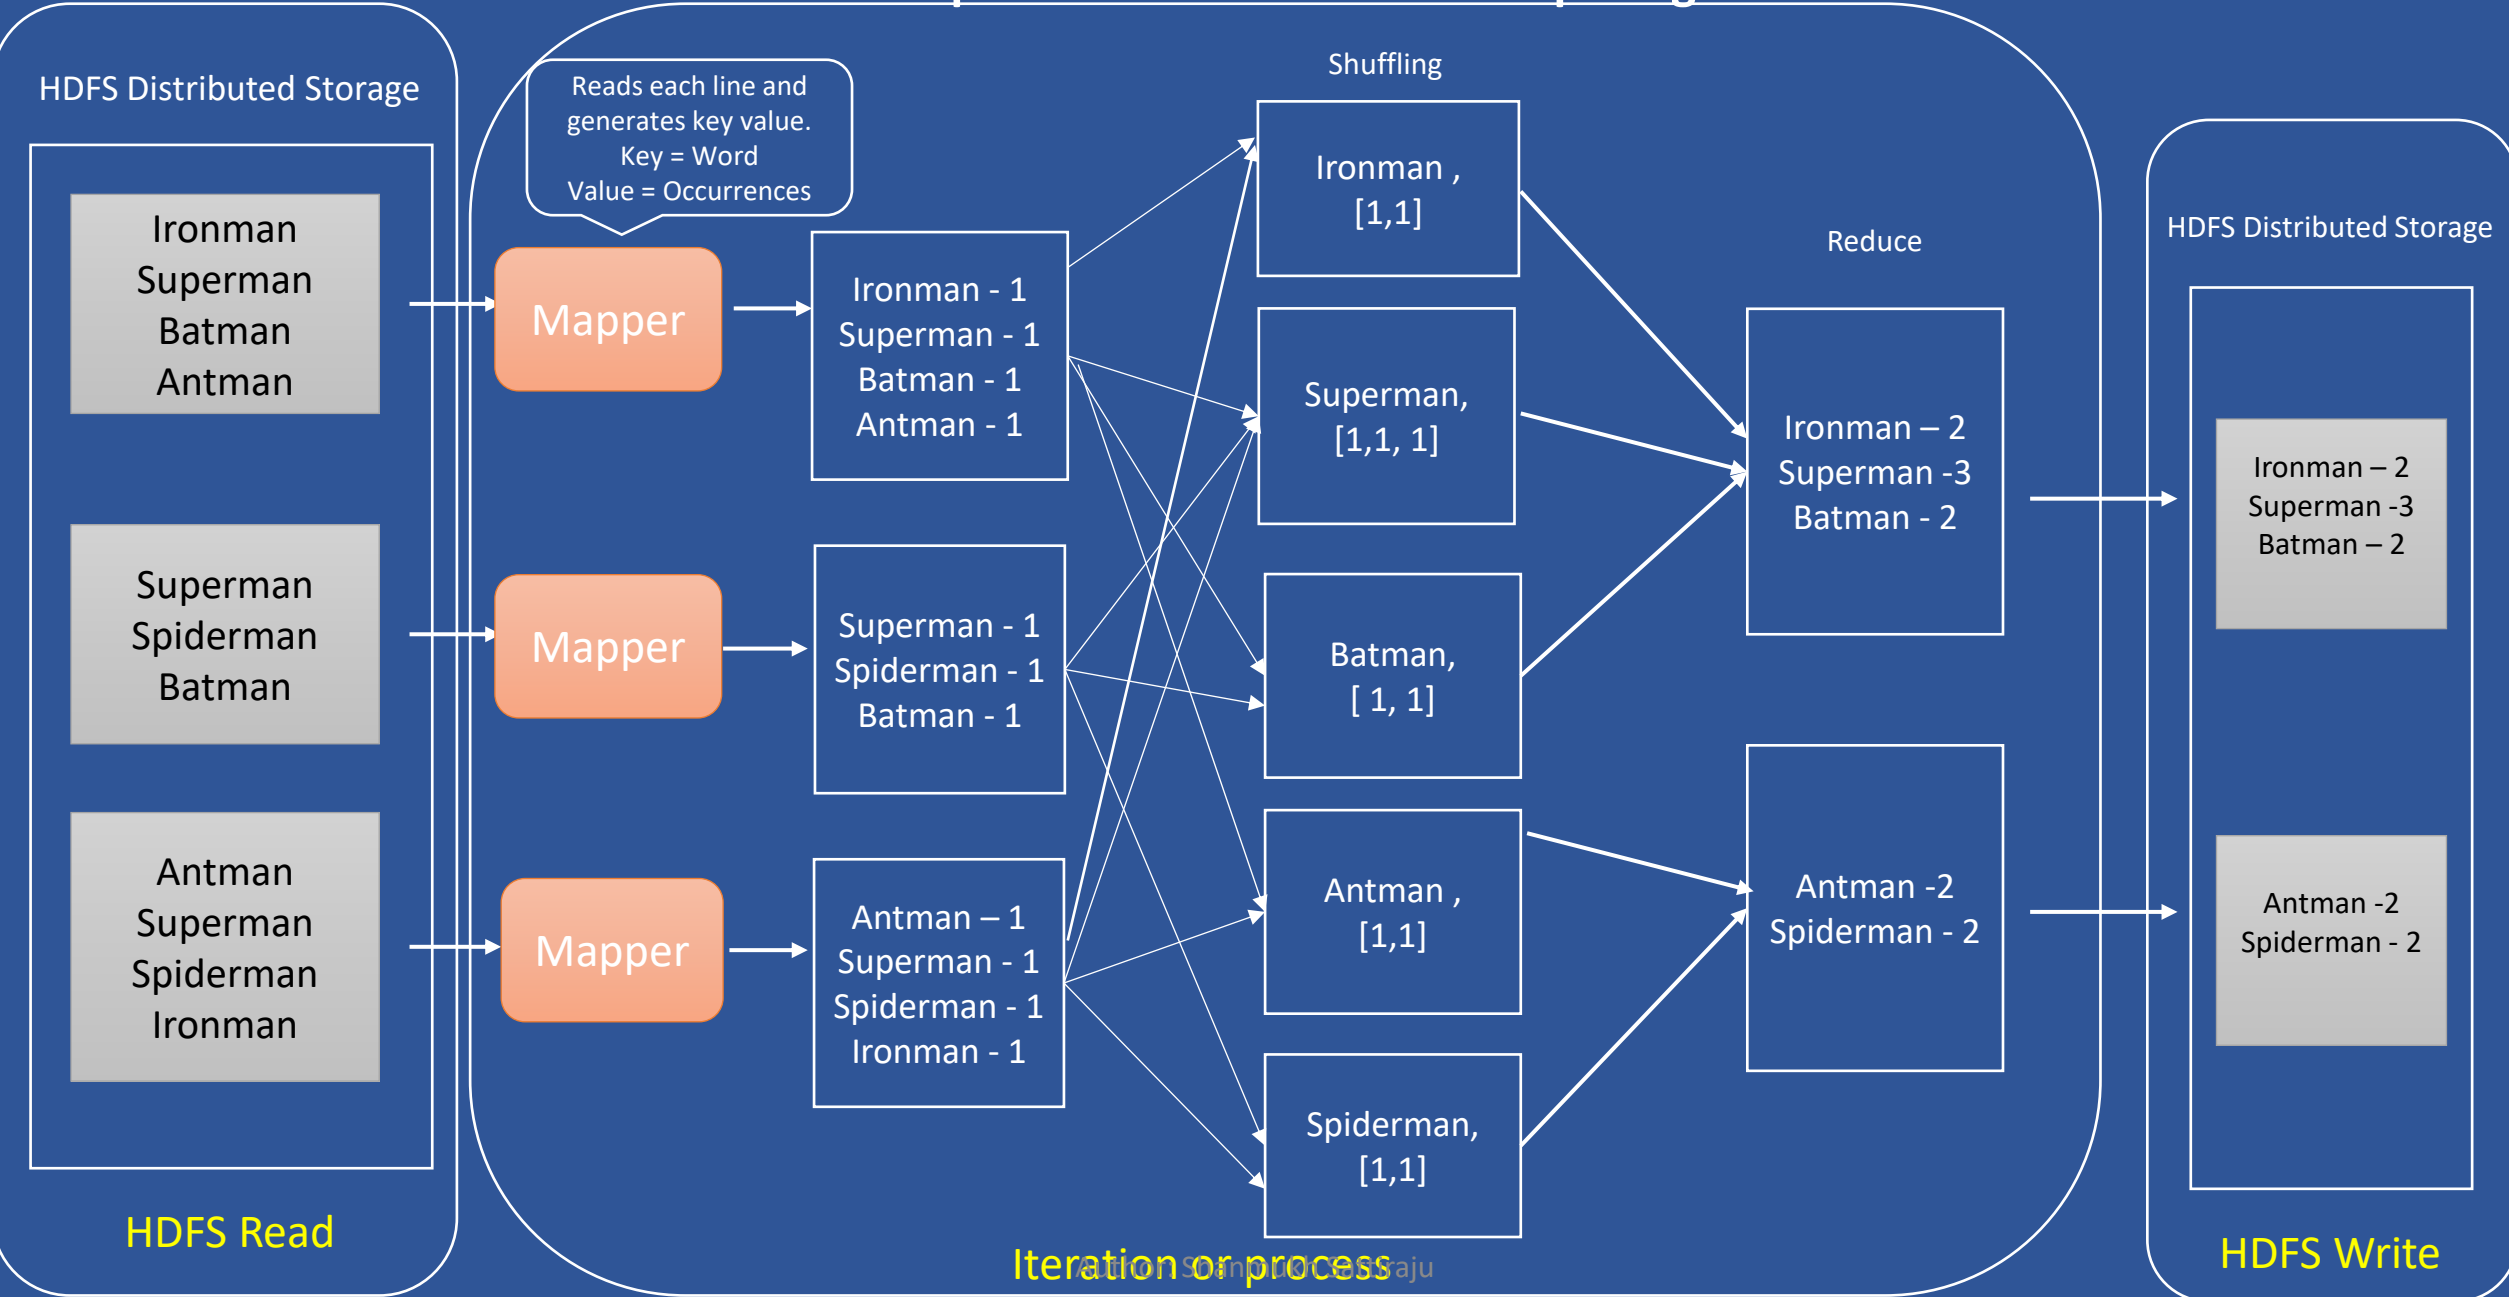 HDFS Distributed Storage
Ironman
Superman
Batman
Antman
Superman
Spiderman
Batman
Antman
Superman
Spiderman
Ironman
HDFS Read
Reads each line and
generates key value.
Key = Word
Value = Occurrences
Mapper
Mapper
Mapper
Ironman - 1
Superman - 1
Batman - 1
Antman - 1
Superman - 1
Spiderman - 1
Batman - 1
Antman – 1
Superman - 1
Spiderman - 1
Ironman - 1
Shuffling
Ironman ,
[1,1]
Superman,
[1,1, 1]
Batman,
[ 1, 1]
Antman ,
[1,1]
Spiderman,
[1,1]
Reduce
Ironman – 2
Superman -3
Batman - 2
Antman -2
Spiderman - 2
Iteration or process
Author: Shanmukh
HDFS Distributed Storage
Ironman – 2
Superman -3
Batman – 2
Antman -2
Spiderman - 2
HDFS Write